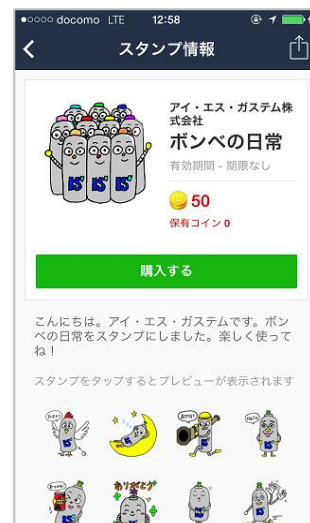 docomo LTE 12:58
スタンプ情報
アイ・エス・ガステム株
式会社
ボンベの日常
有効期間 - 期限なし
50
保有コイン 0
購入する
こんにちは。アイ・エス・ガステムです。ボン
ベの日常をスタンプにしました。楽しく使って
ね！
スタンプをタップするとプレビューが表示されます
ありがとう